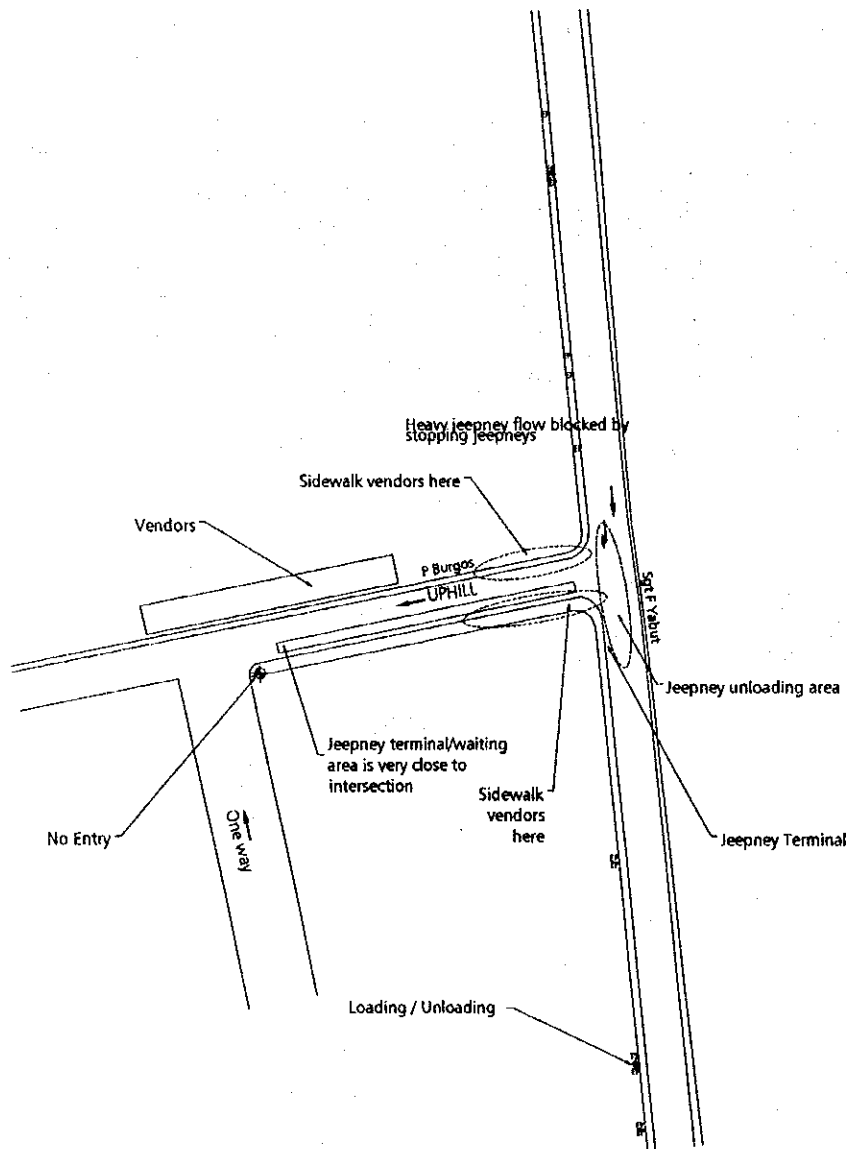 Heavy jeepney flow blocked by
stopping jeepneys
Sidewalk vendors here
Vendors
P Burgos
UPHILL
Sgt F Yabut
Jeepney unloading area
Jeepney terminal/waiting
area is very close to
intersection
Sidewalk
vendors
here
No Entry
One way
Jeepney Terminal
Loading / Unloading